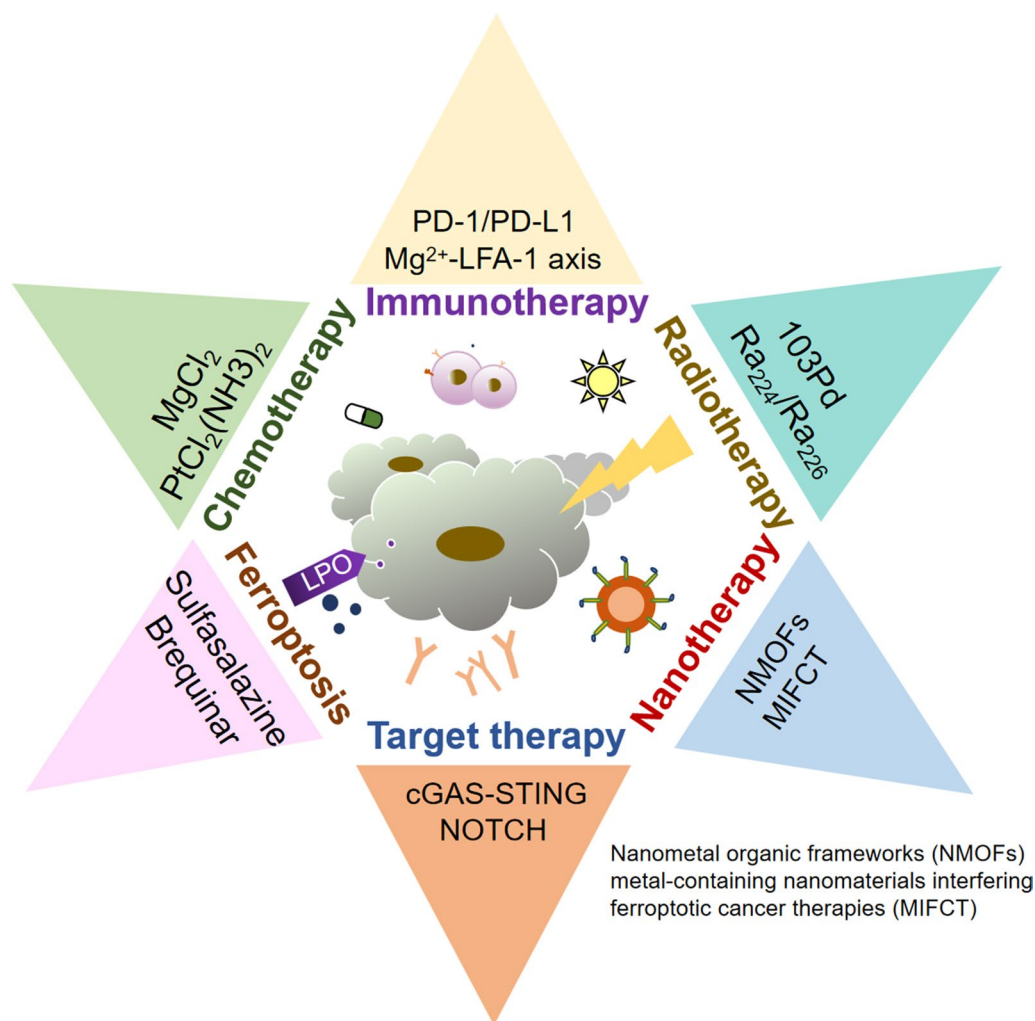 PD-1/PD-L1
Mg²⁺-LFA-1 axis
Immunotherapy
MgCl₂
PtCl₂(NH3)₂
Chemotherapy
Radiotherapy
103Pd
Ra₂₂₄/Ra₂₂₆
LPO
Ferroptosis
Sulfasalazine
Brequinar
Nanotherapy
NMOFs
MIFCT
Target therapy
cGAS-STING
NOTCH
Nanometal organic frameworks (NMOFs)
metal-containing nanomaterials interfering
ferroptotic cancer therapies (MIFCT)